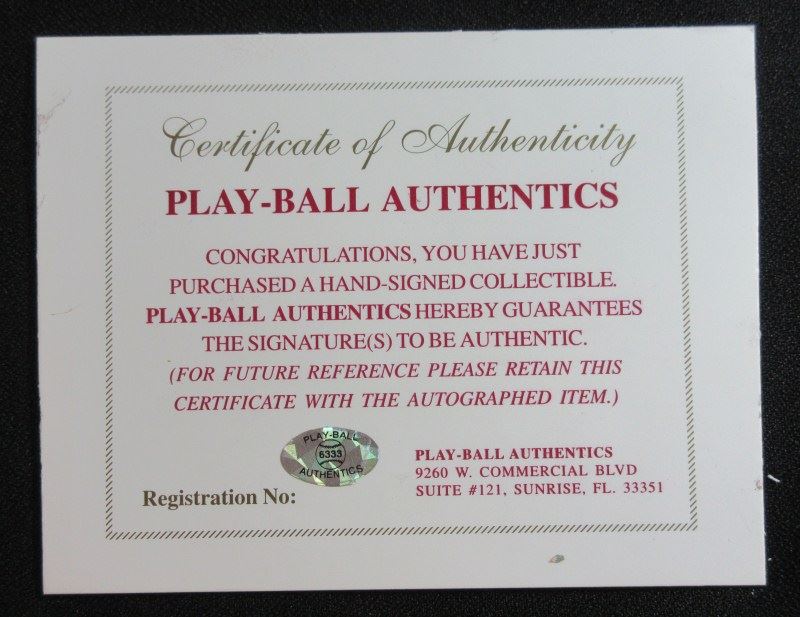 Certificate of Authenticity
PLAY-BALL AUTHENTICS
CONGRATULATIONS, YOU HAVE JUST
PURCHASED A HAND-SIGNED COLLECTIBLE.
PLAY-BALL AUTHENTICS HEREBY GUARANTEES
THE SIGNATURE(S) TO BE AUTHENTIC.
(FOR FUTURE REFERENCE PLEASE RETAIN THIS
CERTIFICATE WITH THE AUTOGRAPHED ITEM.)
PLAY-BALL
6333
AUTHENTICS
Registration No:
PLAY-BALL AUTHENTICS
9260 W. COMMERCIAL BLVD
SUITE #121, SUNRISE, FL. 33351